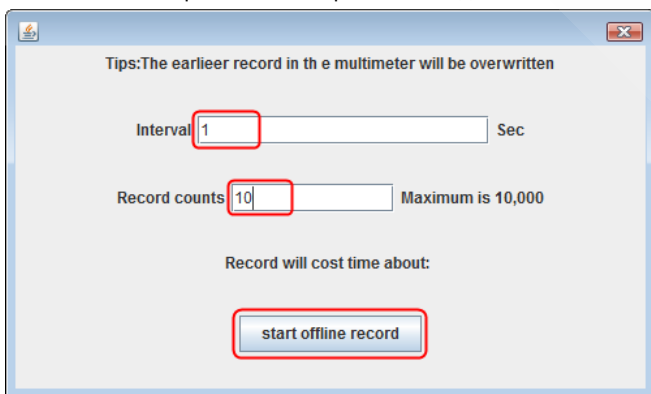 Tips:The earlieer record in th e multimeter will be overwritten
Interval 1 Sec
Record counts 10 Maximum is 10,000
Record will cost time about:
start offline record